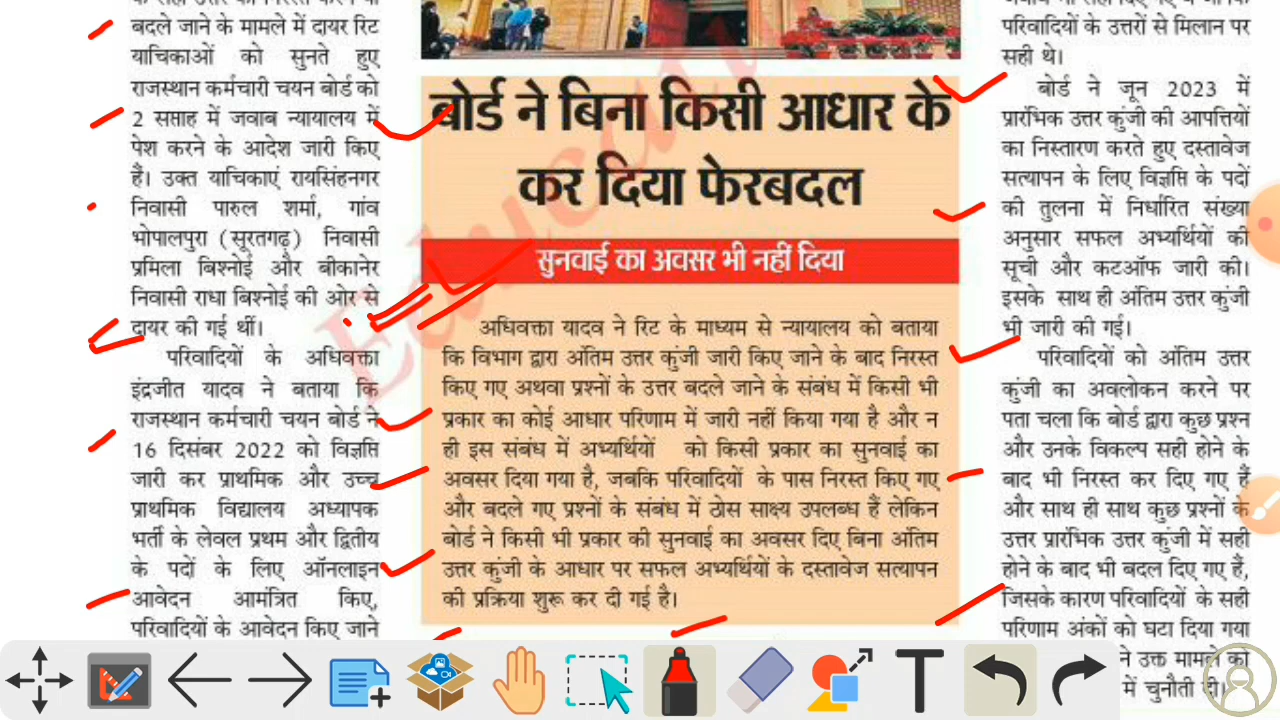 बदले जाने के मामले में दायर रिट
याचिकाओं को सुनते हुए
राजस्थान कर्मचारी चयन बोर्ड को
2 सप्ताह में जवाब न्यायालय में
पेश करने के आदेश जारी किए
हैं। उक्त याचिकाएं रायसिंहनगर
निवासी पारुल शर्मा, गांव
भोपालपुरा (सूरतगढ़) निवासी
प्रमिला बिश्नोई और बीकानेर
निवासी राधा बिश्नोई की ओर से
दायर की गई थीं।
परिवादियों के अधिवक्ता
इंद्रजीत यादव ने बताया कि
राजस्थान कर्मचारी चयन बोर्ड ने
16 दिसंबर 2022 को विज्ञप्ति
जारी कर प्राथमिक और उच्च
प्राथमिक विद्यालय अध्यापक
भर्ती के लेवल प्रथम और द्वितीय
के पदों के लिए ऑनलाइन
आवेदन आमंत्रित किए,
परिवादियों के आवेदन किए जाने
बोर्ड ने बिना किसी आधार के
कर दिया फेरबदल
सुनवाई का अवसर भी नहीं दिया
अधिवक्ता यादव ने रिट के माध्यम से न्यायालय को बताया
कि विभाग द्वारा अंतिम उत्तर कुंजी जारी किए जाने के बाद निरस्त
किए गए अथवा प्रश्नों के उत्तर बदले जाने के संबंध में किसी भी
प्रकार का कोई आधार परिणाम में जारी नहीं किया गया है और न
ही इस संबंध में अभ्यर्थियों को किसी प्रकार का सुनवाई का
अवसर दिया गया है, जबकि परिवादियों के पास निरस्त किए गए
और बदले गए प्रश्नों के संबंध में ठोस साक्ष्य उपलब्ध हैं लेकिन
बोर्ड ने किसी भी प्रकार की सुनवाई का अवसर दिए बिना अंतिम
उत्तर कुंजी के आधार पर सफल अभ्यर्थियों के दस्तावेज सत्यापन
की प्रक्रिया शुरू कर दी गई है।
परिवादियों के उत्तरों से मिलान पर
सही थे।
बोर्ड ने जून 2023 में
प्रारंभिक उत्तर कुंजी की आपत्तियों
का निस्तारण करते हुए दस्तावेज
सत्यापन के लिए विज्ञप्ति के पदों
की तुलना में निर्धारित संख्या
अनुसार सफल अभ्यर्थियों की
सूची और कटऑफ जारी की।
इसके साथ ही अंतिम उत्तर कुंजी
भी जारी की गई।
परिवादियों को अंतिम उत्तर
कुंजी का अवलोकन करने पर
पता चला कि बोर्ड द्वारा कुछ प्रश्न
और उनके विकल्प सही होने के
बाद भी निरस्त कर दिए गए हैं
और साथ ही साथ कुछ प्रश्नों के
उत्तर प्रारंभिक उत्तर कुंजी में सही
होने के बाद भी बदल दिए गए हैं,
जिसके कारण परिवादियों के सही
परिणाम अंकों को घटा दिया गया
ने उक्त मामले को
में चुनौती दी।